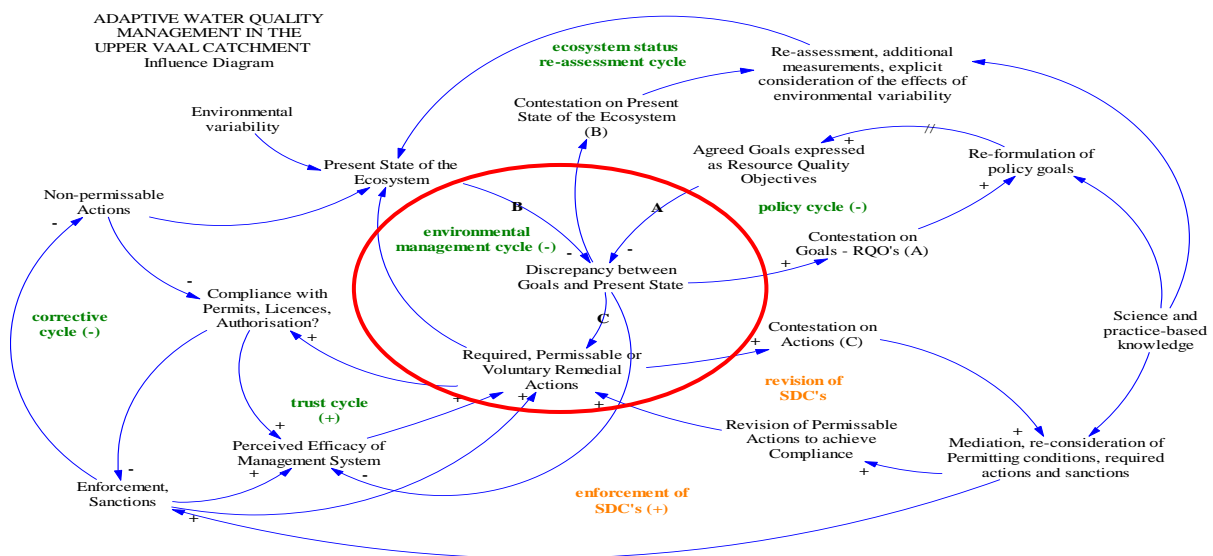 ADAPTIVE WATER QUALITY
MANAGEMENT IN THE
UPPER VAAL CATCHMENT
Influence Diagram
ecosystem status
re-assessment cycle
Re-assessment, additional
measurements, explicit
consideration of the effects of
environmental variability
Environmental
variability
Contestation on Present
State of the Ecosystem
(B)
Present State of the
Ecosystem
Agreed Goals expressed
as Resource Quality
Objectives
+
//
Re-formulation of
policy goals
+
Non-permissable
Actions
-
B
A
policy cycle (-)
environmental
management cycle (-)
-
-
Contestation on
Goals - RQO's (A)
+
Discrepancy between
Goals and Present State
-
Compliance with
Permits, Licences,
Authorisation?
+
corrective
cycle (-)
C
Science and
practice-based
knowledge
Contestation on
Actions (C)
+
Required, Permissable or
Voluntary Remedial
Actions
+
+
+
revision of
SDC's
trust cycle
(+)
+
Perceived Efficacy of
Management System
+
-
Revision of Permissable
Actions to achieve
Compliance
+
+
Mediation, re-consideration of
Permitting conditions, required
actions and sanctions
-
Enforcement,
Sanctions
+
enforcement of
SDC's (+)